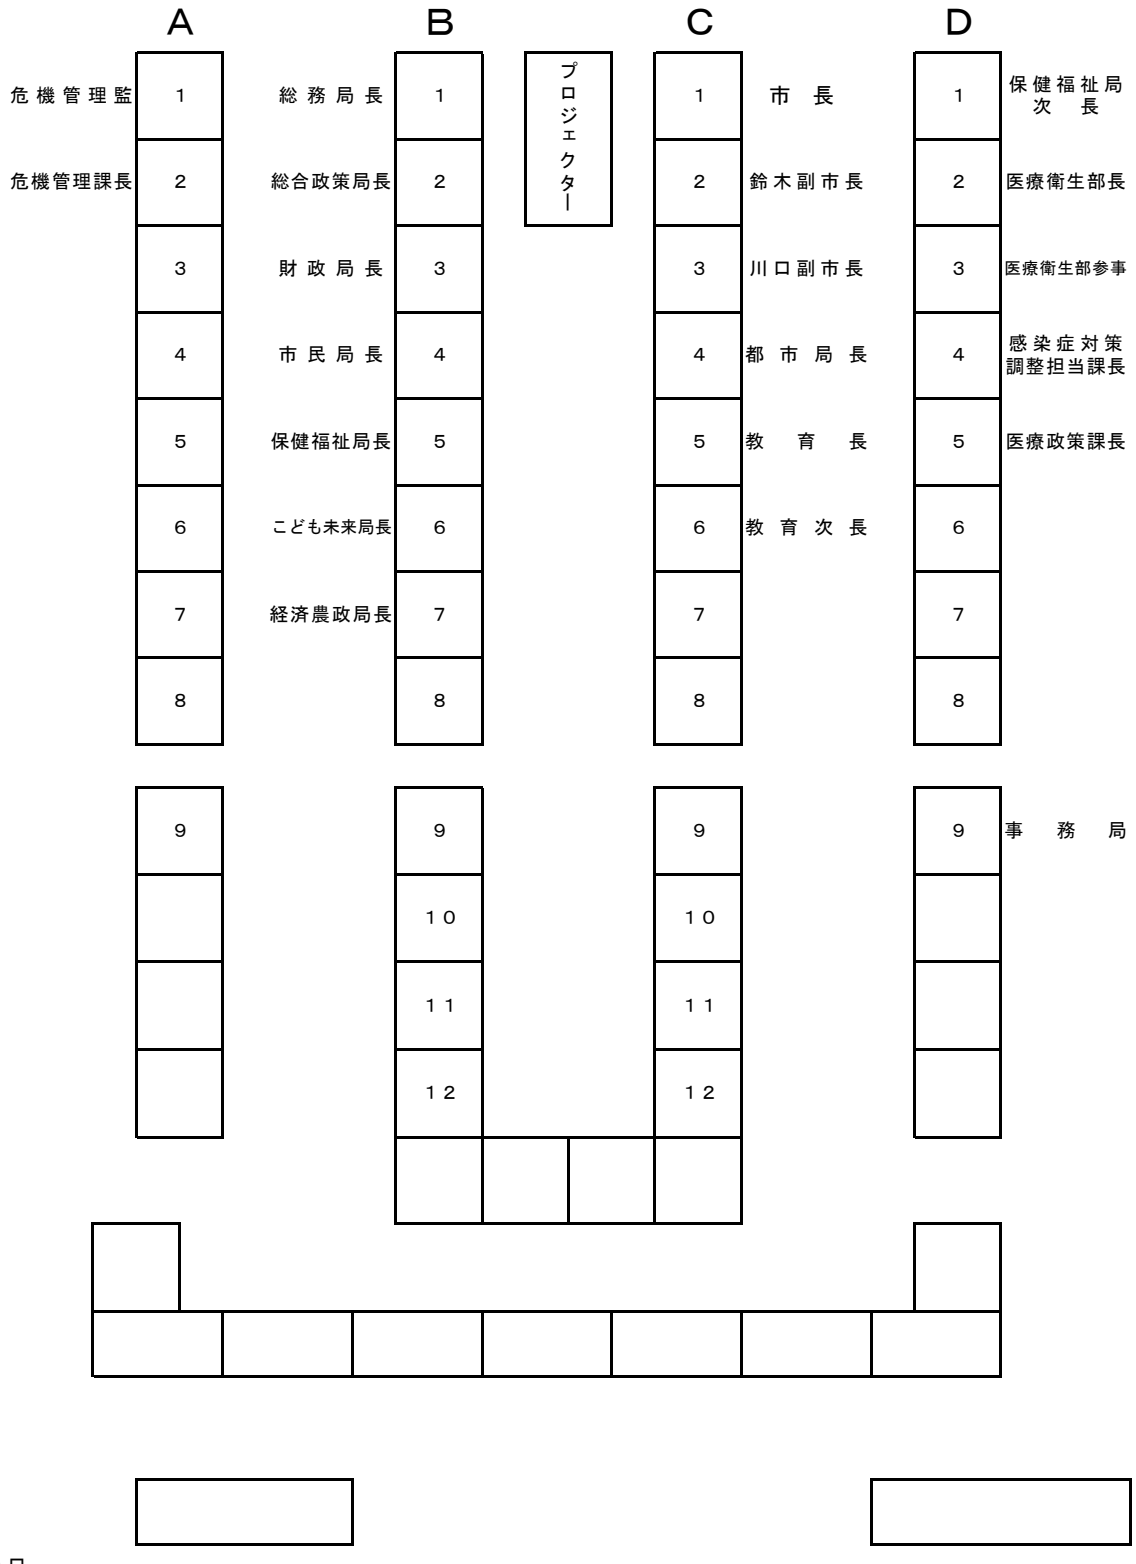 A B C D
危機管理監 1 総務局長 1 プロジェクター 1 市長 1 保健福祉局
次長
危機管理課長 2 総合政策局長 2 2 鈴木副市長 2 医療衛生部長
3 財政局長 3 3 川口副市長 3 医療衛生部参事
4 市民局長 4 4 都市局長 4 感染症対策
調整担当課長
5 保健福祉局長 5 5 教育長 5 医療政策課長
6 こども未来局長 6 6 教育次長 6
7 経済農政局長 7 7 7
8 8 8 8
9 9 9 9 事務局
10 10
11 11
12 12